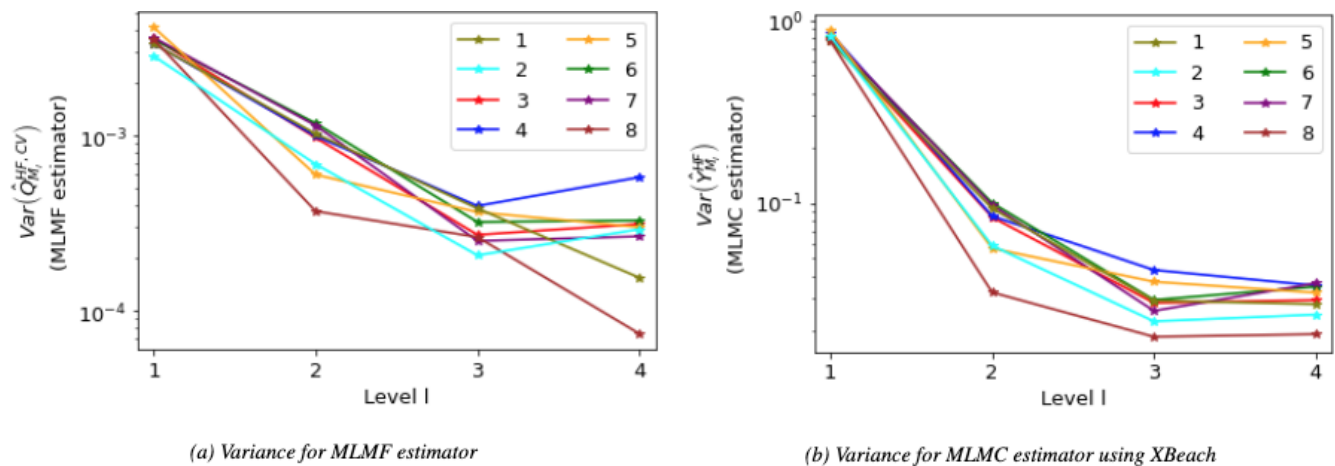 10⁻³
10⁻⁴
Var(Q̂^{HF,CV}_{M_l})
(MLMF estimator)
1 5
2 6
3 7
4 8
1 2 3 4
Level l
(a) Variance for MLMF estimator
10⁰
10⁻¹
Var(Ŷ^{HF}_{M_l})
(MLMC estimator)
1 5
2 6
3 7
4 8
1 2 3 4
Level l
(b) Variance for MLMC estimator using XBeach